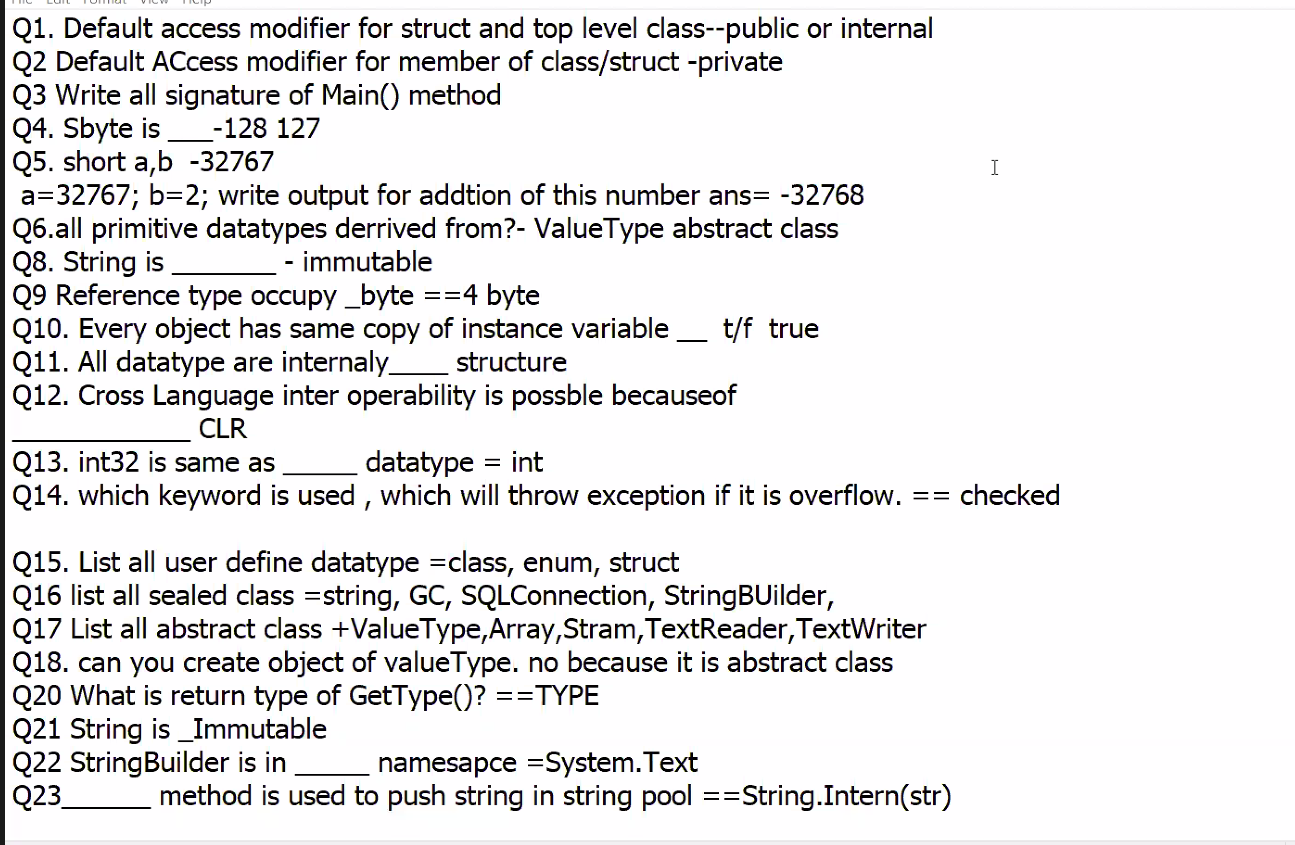 File Edit Format View Help
Q1. Default access modifier for struct and top level class--public or internal
Q2 Default ACcess modifier for member of class/struct -private
Q3 Write all signature of Main() method
Q4. Sbyte is ___-128 127
Q5. short a,b  -32767
a=32767; b=2; write output for addtion of this number ans= -32768
Q6.all primitive datatypes derrived from?- ValueType abstract class
Q8. String is _______ - immutable
Q9 Reference type occupy _byte ==4 byte
Q10. Every object has same copy of instance variable __  t/f  true
Q11. All datatype are internaly____ structure
Q12. Cross Language inter operability is possble becauseof
____________ CLR
Q13. int32 is same as _____ datatype = int
Q14. which keyword is used , which will throw exception if it is overflow. == checked
Q15. List all user define datatype =class, enum, struct
Q16 list all sealed class =string, GC, SQLConnection, StringBUilder,
Q17 List all abstract class +ValueType,Array,Stram,TextReader,TextWriter
Q18. can you create object of valueType. no because it is abstract class
Q20 What is return type of GetType()? ==TYPE
Q21 String is _Immutable
Q22 StringBuilder is in _____ namesapce =System.Text
Q23______ method is used to push string in string pool ==String.Intern(str)